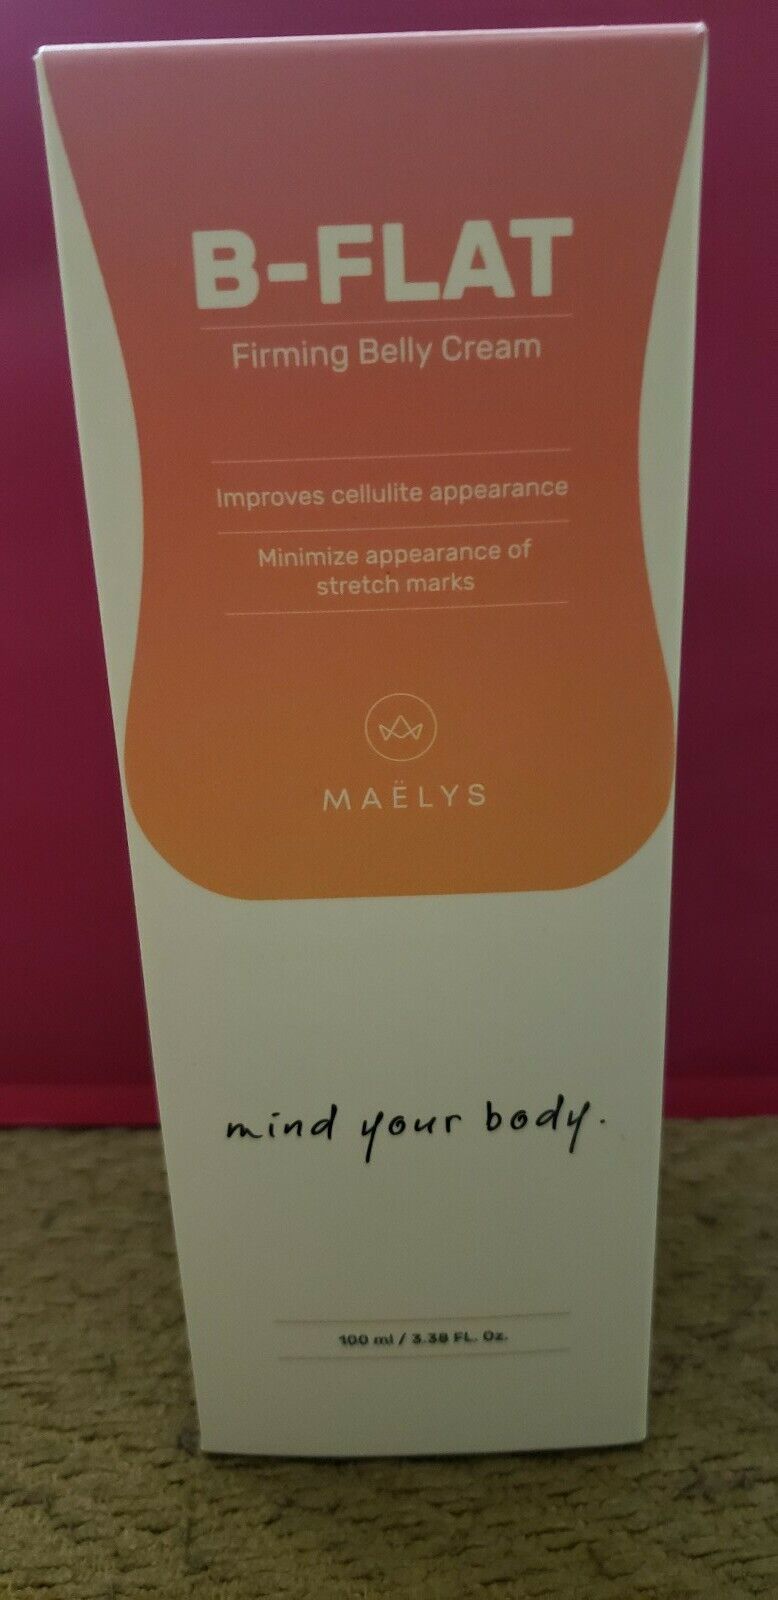 B-FLAT
Firming Belly Cream
Improves cellulite appearance
Minimize appearance of
stretch marks
MAËLYS
mind your body.
100 ml / 3.38 FL. Oz.